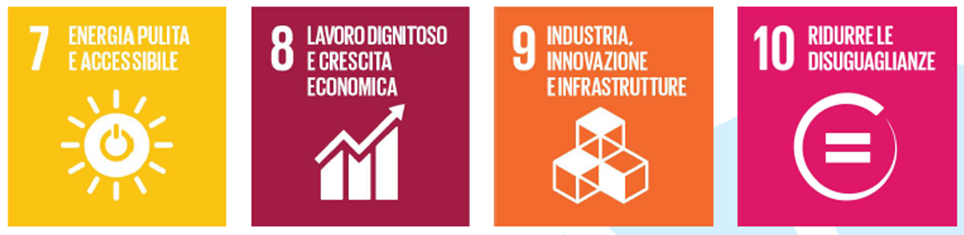 7
ENERGIA PULITA
E ACCESSIBILE
8
LAVORO DIGNITOSO
E CRESCITA
ECONOMICA
9
INDUSTRIA,
INNOVAZIONE
E INFRASTRUTTURE
10
RIDURRE LE
DISUGUAGLIANZE